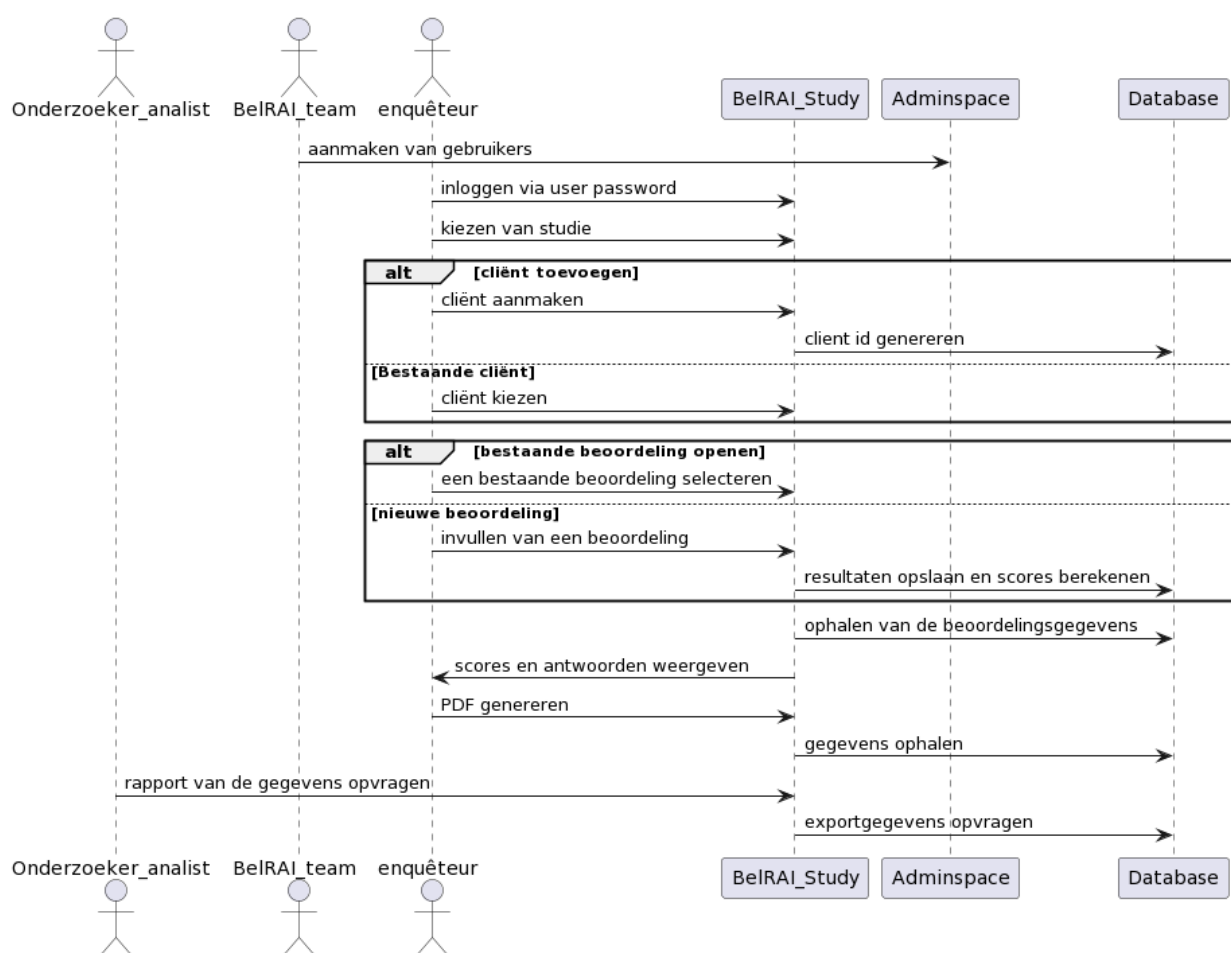 Onderzoeker_analist BelRAI_team enquêteur BelRAI_Study Adminspace Database
aanmaken van gebruikers
inloggen via user password
kiezen van studie
alt [cliënt toevoegen]
cliënt aanmaken
client id genereren
[Bestaande cliënt]
cliënt kiezen
alt [bestaande beoordeling openen]
een bestaande beoordeling selecteren
[nieuwe beoordeling]
invullen van een beoordeling
resultaten opslaan en scores berekenen
ophalen van de beoordelingsgegevens
scores en antwoorden weergeven
PDF genereren
gegevens ophalen
rapport van de gegevens opvragen
exportgegevens opvragen
Onderzoeker_analist BelRAI_team enquêteur BelRAI_Study Adminspace Database